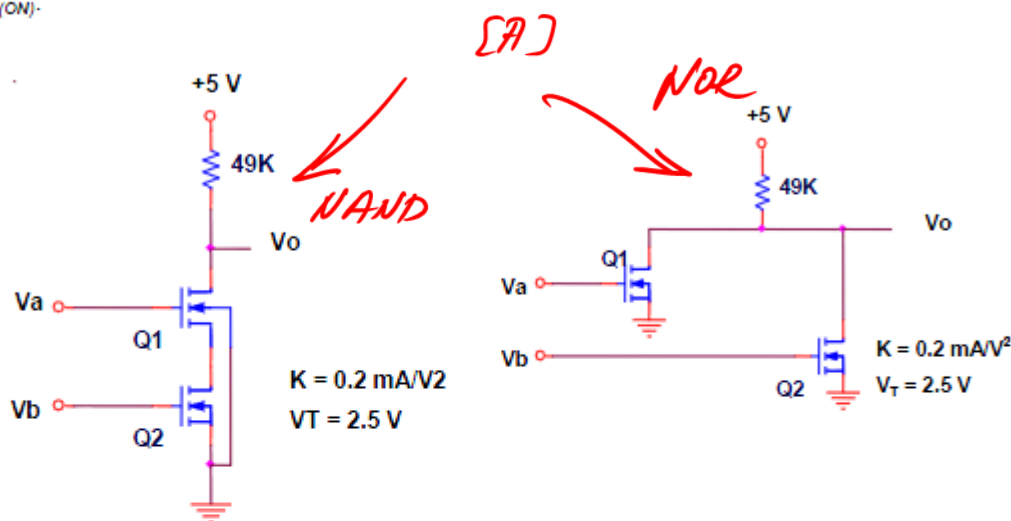 (ON)·
[A]
+5 V
49K
NAND
Vo
Va
Q1
Vb
Q2
K = 0.2 mA/V2
VT = 2.5 V
NOR
+5 V
49K
Vo
Q1
Va
Vb
Q2
K = 0.2 mA/V²
V_T = 2.5 V